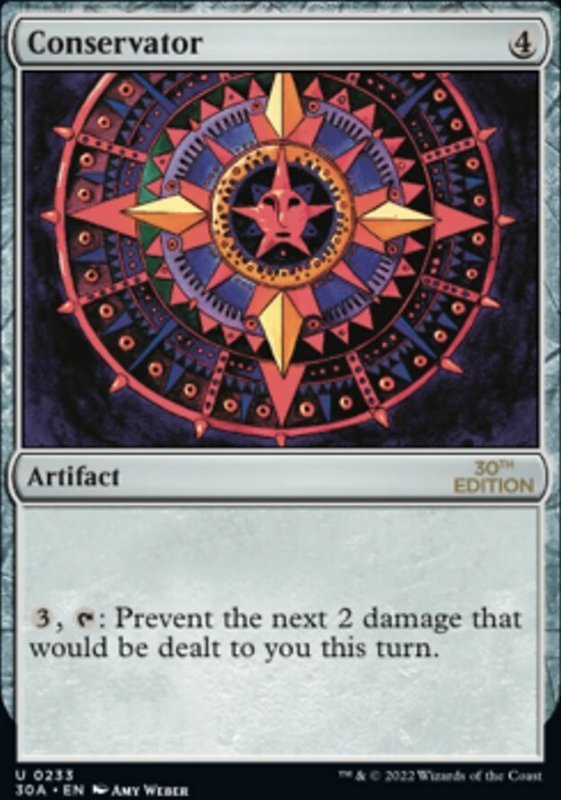 Conservator 4
Artifact
30TH
EDITION
3, T: Prevent the next 2 damage that
would be dealt to you this turn.
U 0233
30A • EN Amy Weber
™ & © 2022 Wizards of the Coast